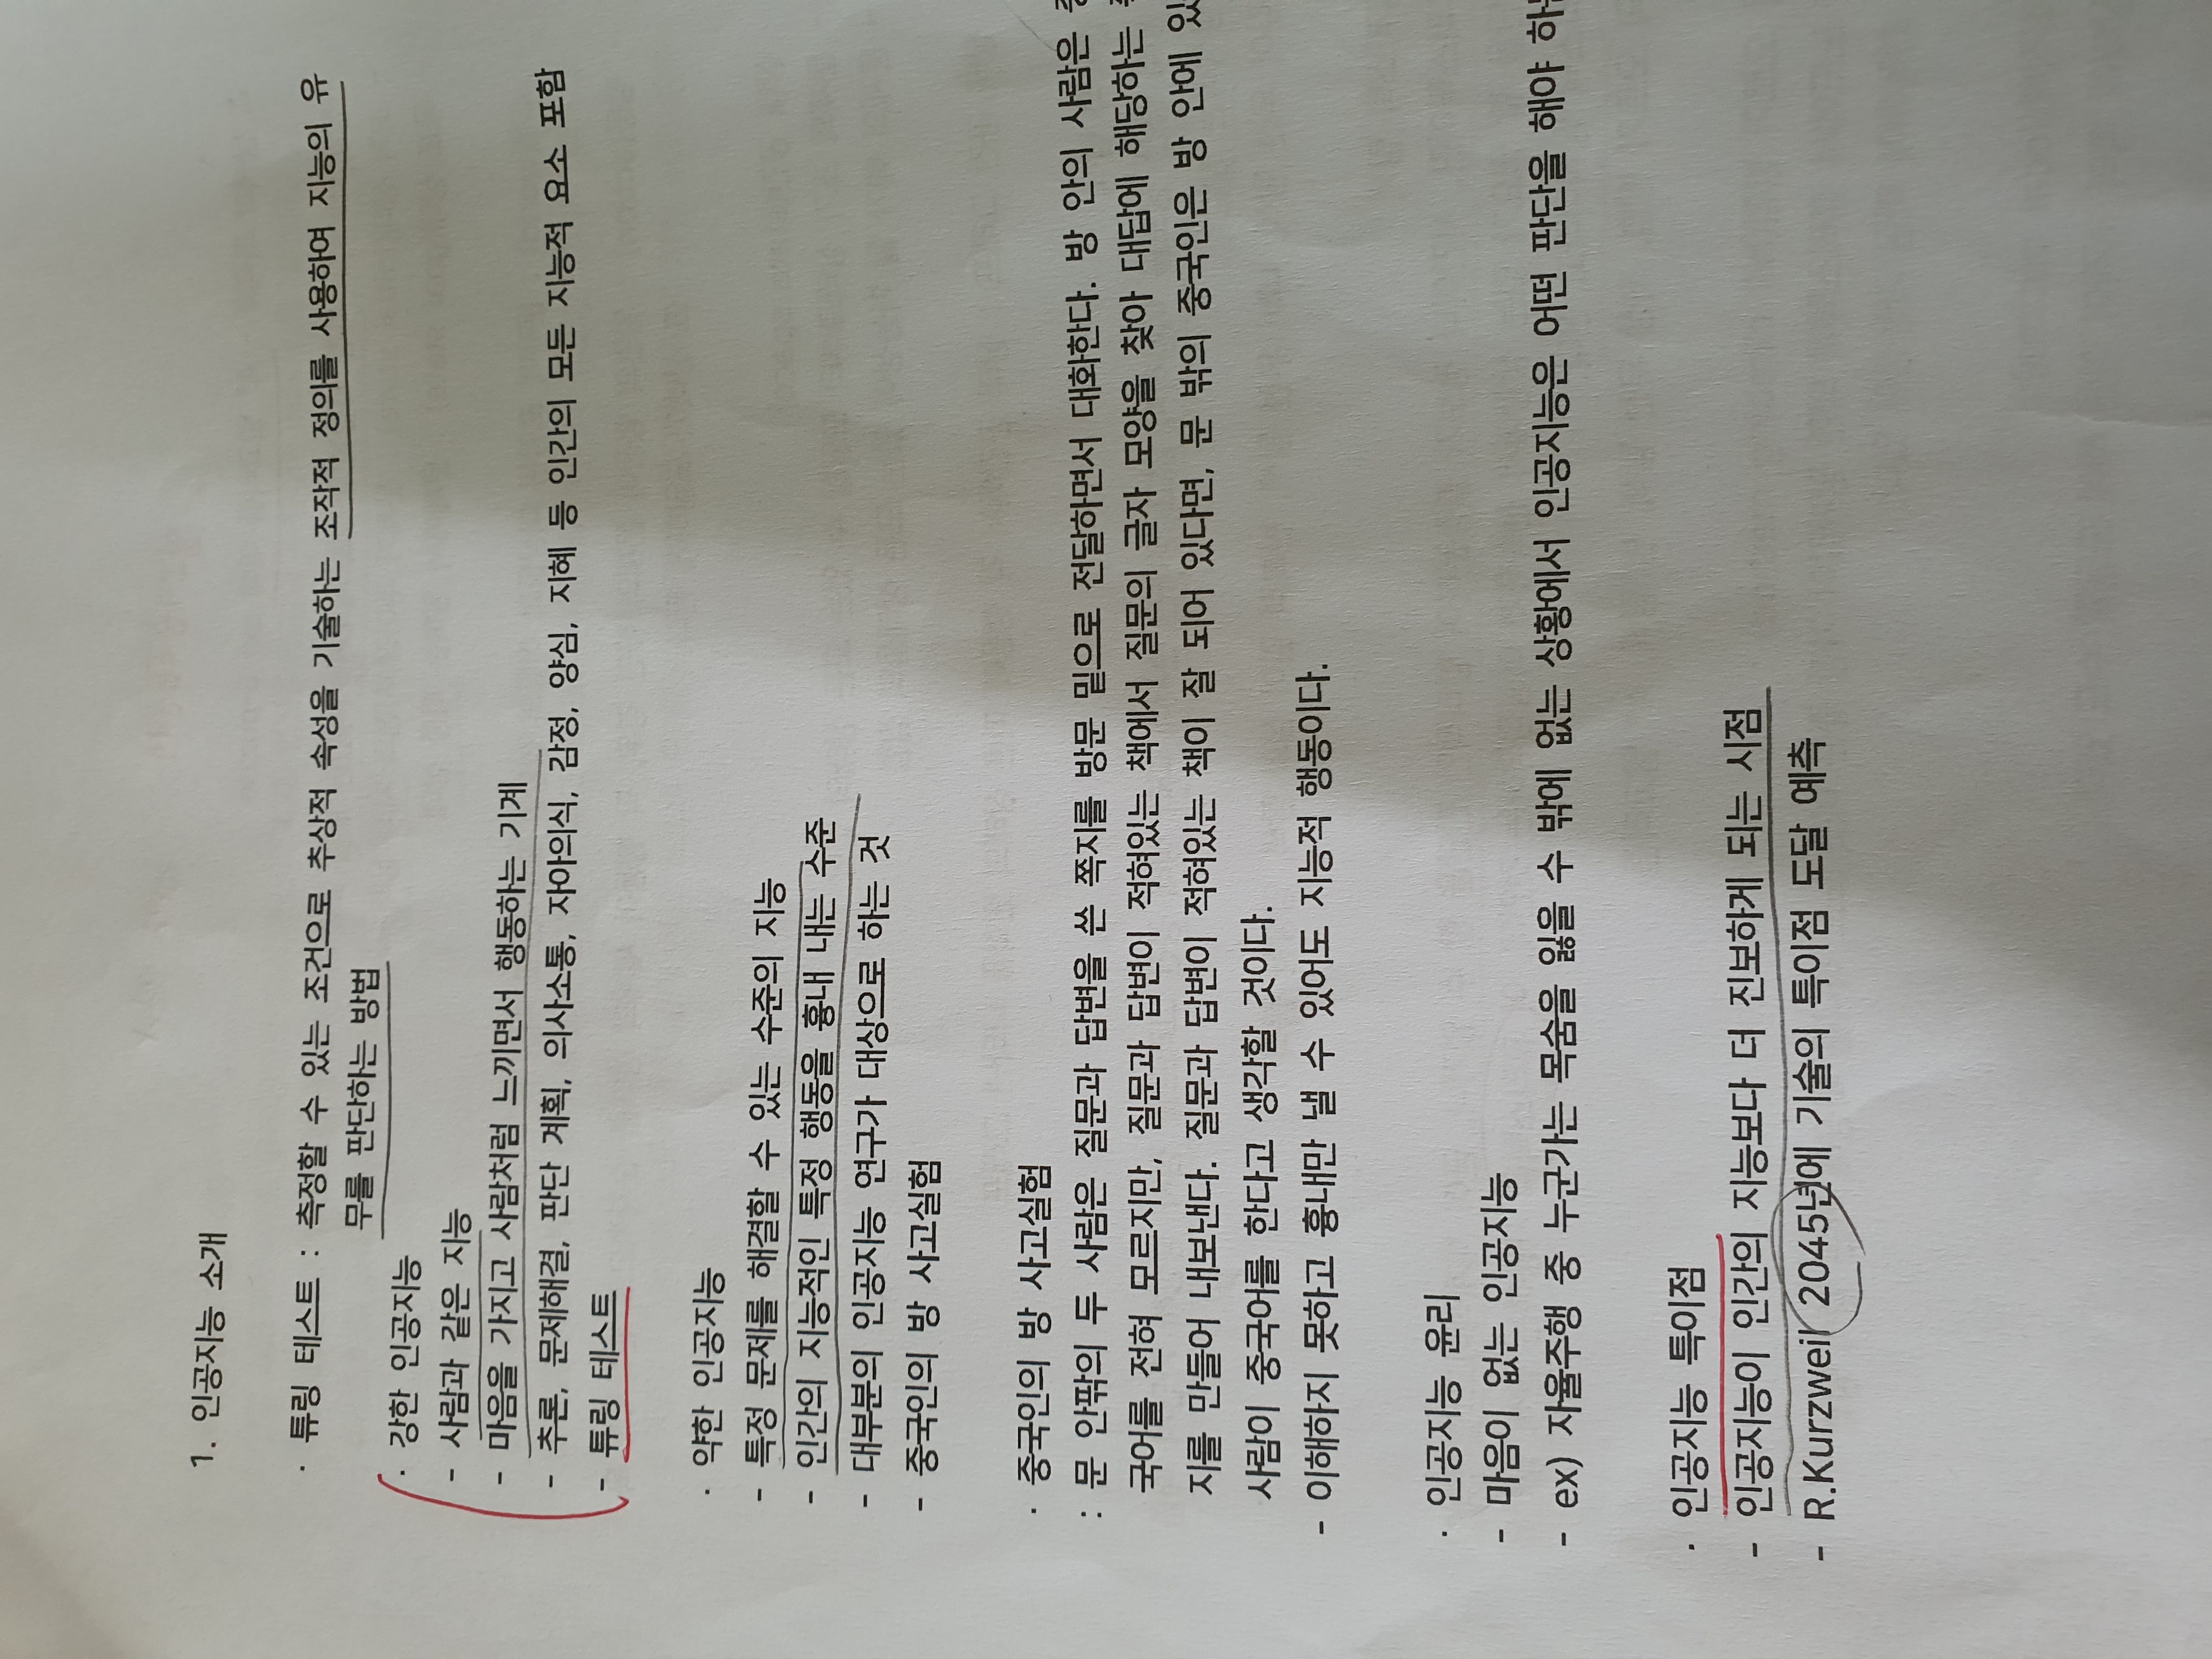 1. 인공지능 소개
· 튜링 테스트 : 측정할 수 있는 조건으로 추상적 속성을 기술하는 조작적 정의를 사용하여 지능의 유
무를 판단하는 방법
· 강한 인공지능
- 사람과 같은 지능
- 마음을 가지고 사람처럼 느끼면서 행동하는 기계
- 추론, 문제해결, 판단 계획, 의사소통, 자아의식, 감정, 양심, 지혜 등 인간의 모든 지능적 요소 포함
- 튜링 테스트
· 약한 인공지능
- 특정 문제를 해결할 수 있는 수준의 지능
- 인간의 지능적인 특정 행동을 흉내 내는 수준
- 대부분의 인공지능 연구가 대상으로 하는 것
- 중국인의 방 사고실험
· 중국인의 방 사고실험
: 문 안팎의 두 사람은 질문과 답변을 쓴 쪽지를 방문 밑으로 전달하면서 대화한다. 방 안의 사람은
국어를 전혀 모르지만, 질문과 답변이 적혀있는 책에서 질문의 글자 모양을 찾아 대답에 해당하는
지를 만들어 내보낸다. 질문과 답변이 적혀있는 책이 잘 되어 있다면, 문 밖의 중국인은 방 안에 있
사람이 중국어를 한다고 생각할 것이다.
- 이해하지 못하고 흉내만 낼 수 있어도 지능적 행동이다.
· 인공지능 윤리
- 마음이 없는 인공지능
- ex) 자율주행 중 누군가는 목숨을 잃을 수 밖에 없는 상황에서 인공지능은 어떤 판단을 해야 하
· 인공지능 특이점
- 인공지능이 인간의 지능보다 더 진보하게 되는 시점
- R.Kurzweil 2045년에 기술의 특이점 도달 예측